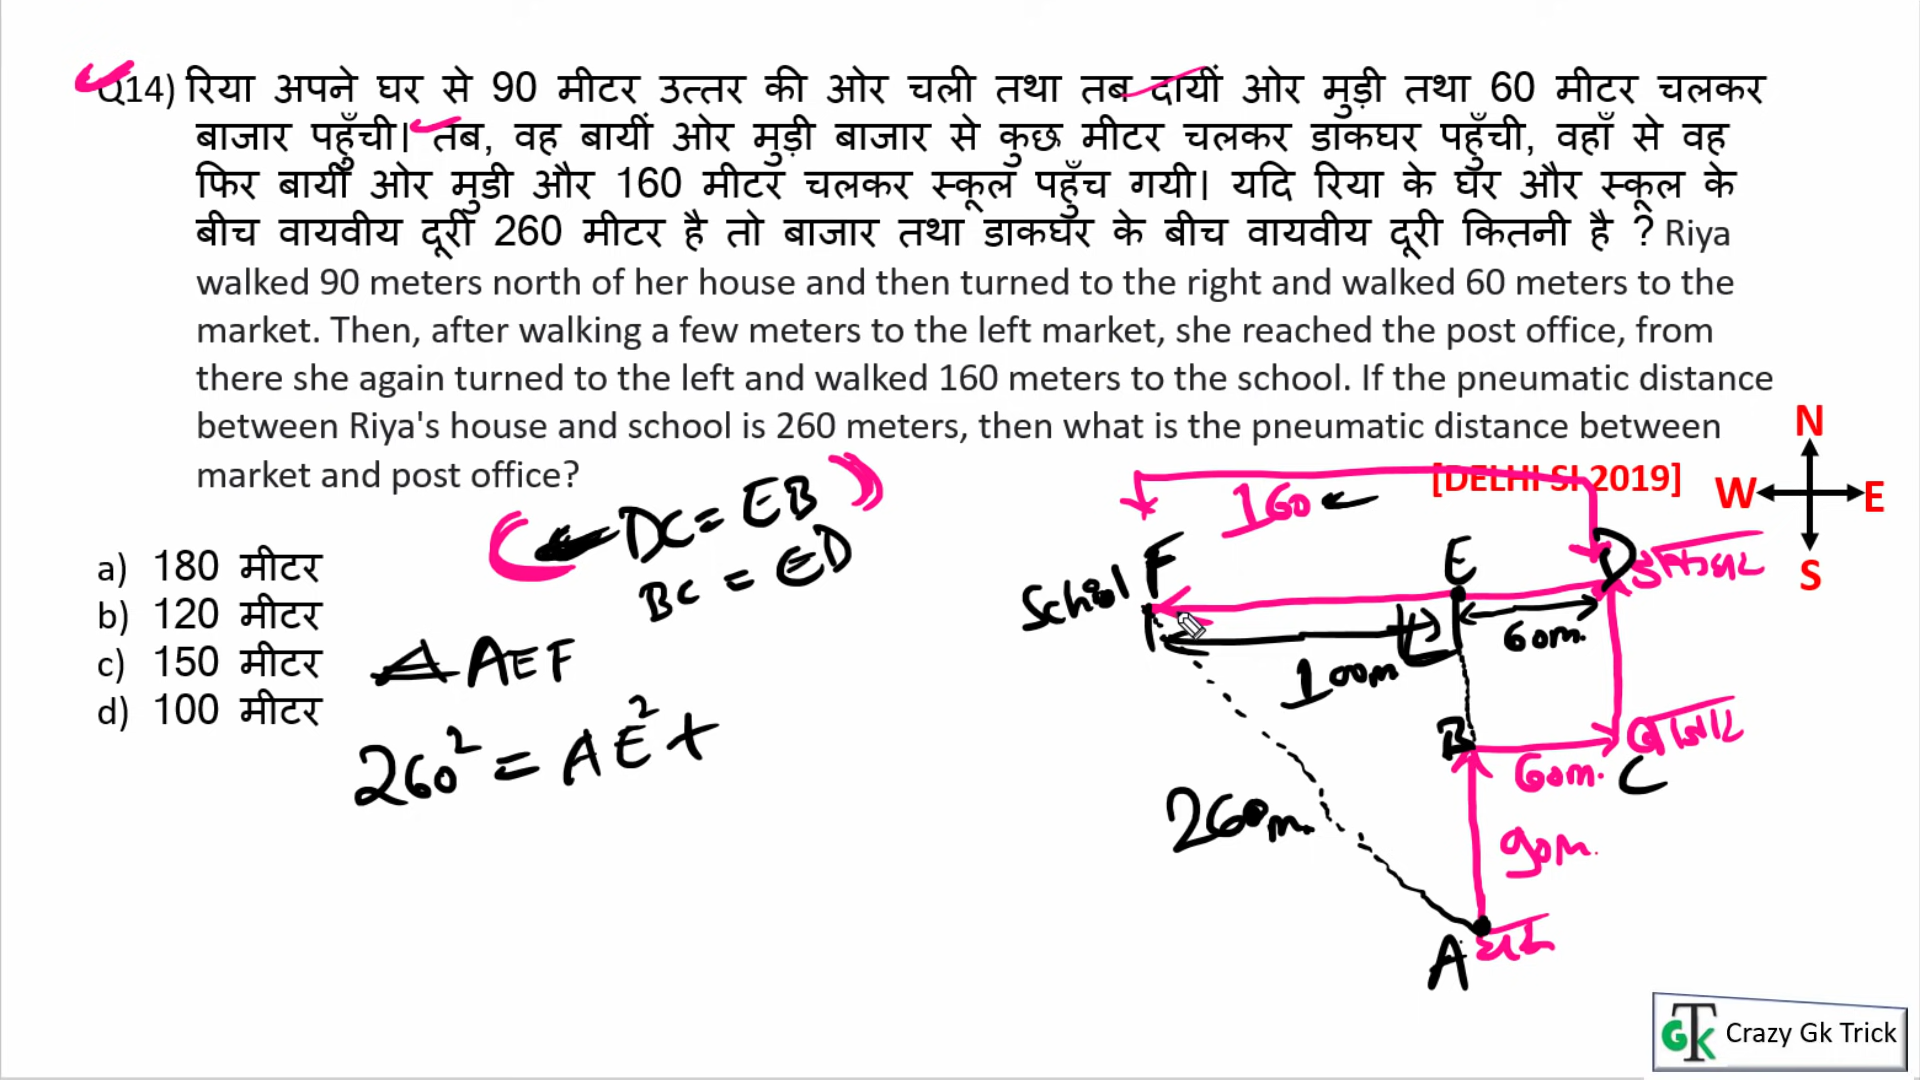 Q14) रिया अपने घर से 90 मीटर उत्तर की ओर चली तथा तब दायीं ओर मुड़ी तथा 60 मीटर चलकर
बाजार पहुँची। तब, वह बायीं ओर मुड़ी बाजार से कुछ मीटर चलकर डाकघर पहुँची, वहाँ से वह
फिर बायीं ओर मुडी और 160 मीटर चलकर स्कूल पहुँच गयी। यदि रिया के घर और स्कूल के
बीच वायवीय दूरी 260 मीटर है तो बाजार तथा डाकघर के बीच वायवीय दूरी कितनी है ? Riya
walked 90 meters north of her house and then turned to the right and walked 60 meters to the
market. Then, after walking a few meters to the left market, she reached the post office, from
there she again turned to the left and walked 160 meters to the school. If the pneumatic distance
between Riya's house and school is 260 meters, then what is the pneumatic distance between
market and post office?
[DELHI SI 2019]
a) 180 मीटर
b) 120 मीटर
c) 150 मीटर
d) 100 मीटर
DC = EB
BC = ED
∆ AEF
260² = AE² +
N
W E
S
160
School F
E
D डाकघर
60m.
100m
B
60m.
C बाजार
260m.
90m.
A घर
GTK Crazy Gk Trick